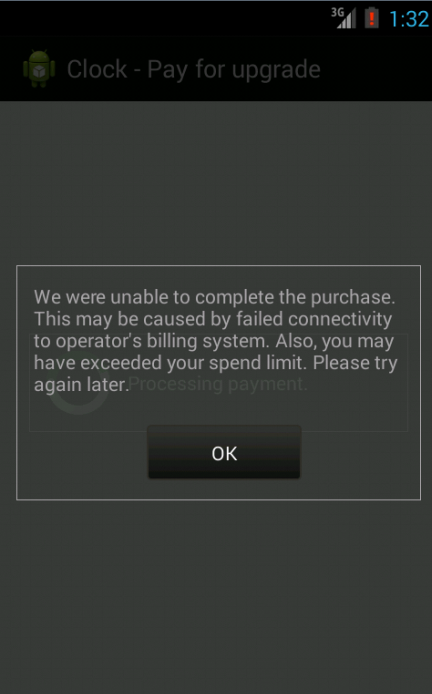 3G 1:32
Clock - Pay for upgrade
We were unable to complete the purchase.
This may be caused by failed connectivity
to operator's billing system. Also, you may
have exceeded your spend limit. Please try
again later.
Processing payment.
OK